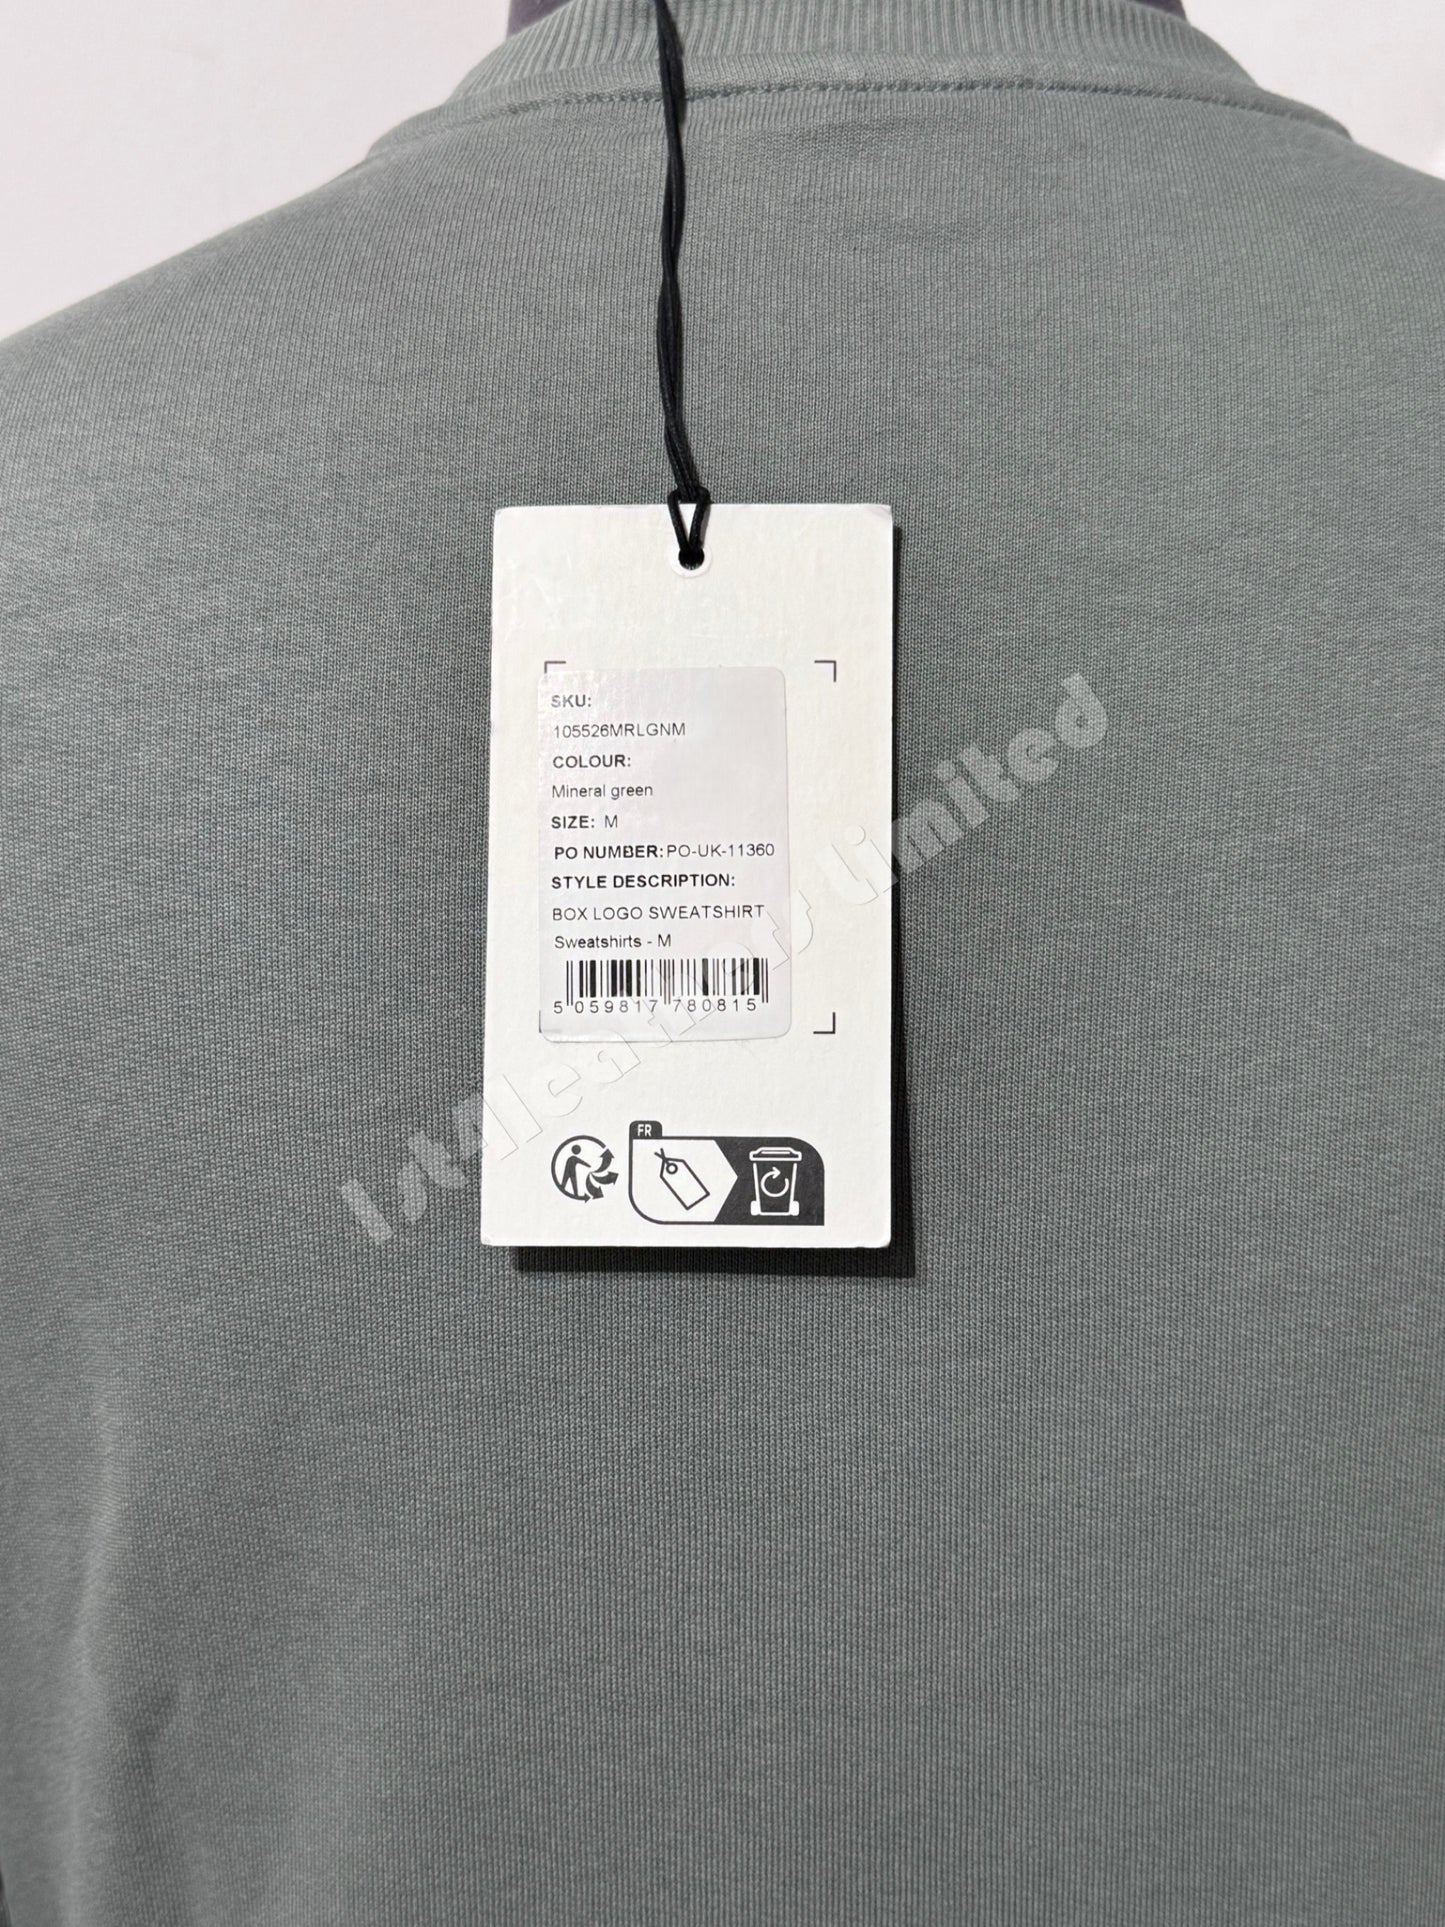 SKU:
105526MRLGNM
COLOUR:
Mineral green
SIZE: M
PO NUMBER: PO-UK-11360
STYLE DESCRIPTION:
BOX LOGO SWEATSHIRT
Sweatshirts - M
5 059817 780815
FR
1st4leathers limited